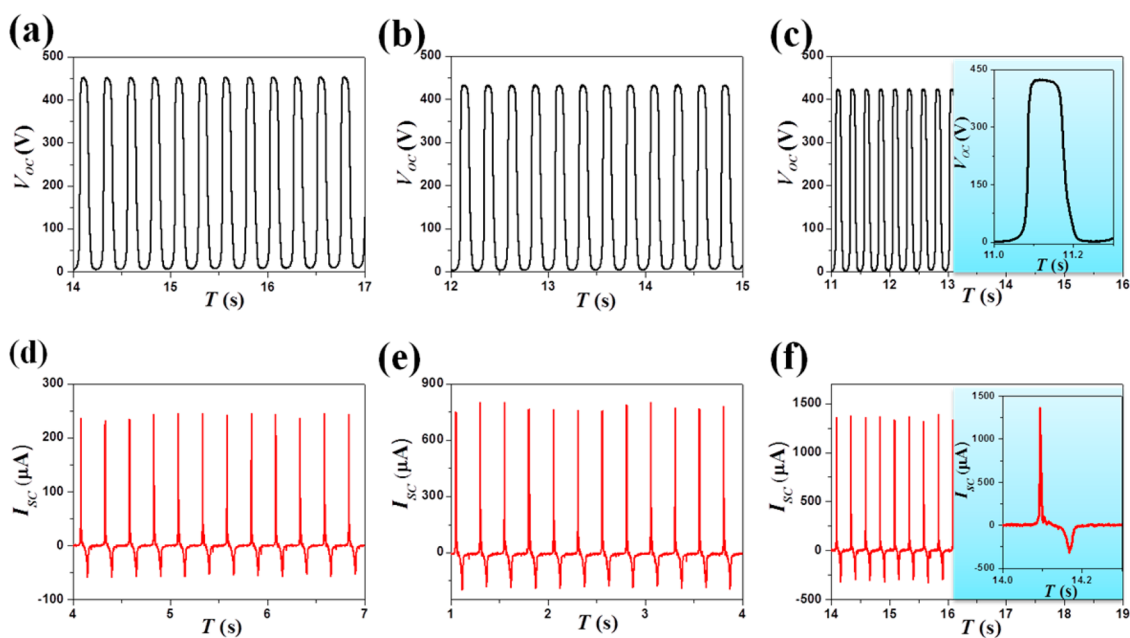 (a)
500
400
300
200
100
0
V_OC (V)
14 15 16 17
T (s)
(b)
500
400
300
200
100
0
V_OC (V)
12 13 14 15
T (s)
(c)
500
400
300
200
100
0
V_OC (V)
11 12 13 14 15 16
T (s)
450
300
150
0
V_OC (V)
11.0 11.2
T (s)
(d)
300
200
100
0
-100
I_SC (μA)
4 5 6 7
T (s)
(e)
900
600
300
0
I_SC (μA)
1 2 3 4
T (s)
(f)
1500
1000
500
0
-500
I_SC (μA)
14 15 16 17 18 19
T (s)
1500
1000
500
0
-500
I_SC (μA)
14.0 14.2
T (s)